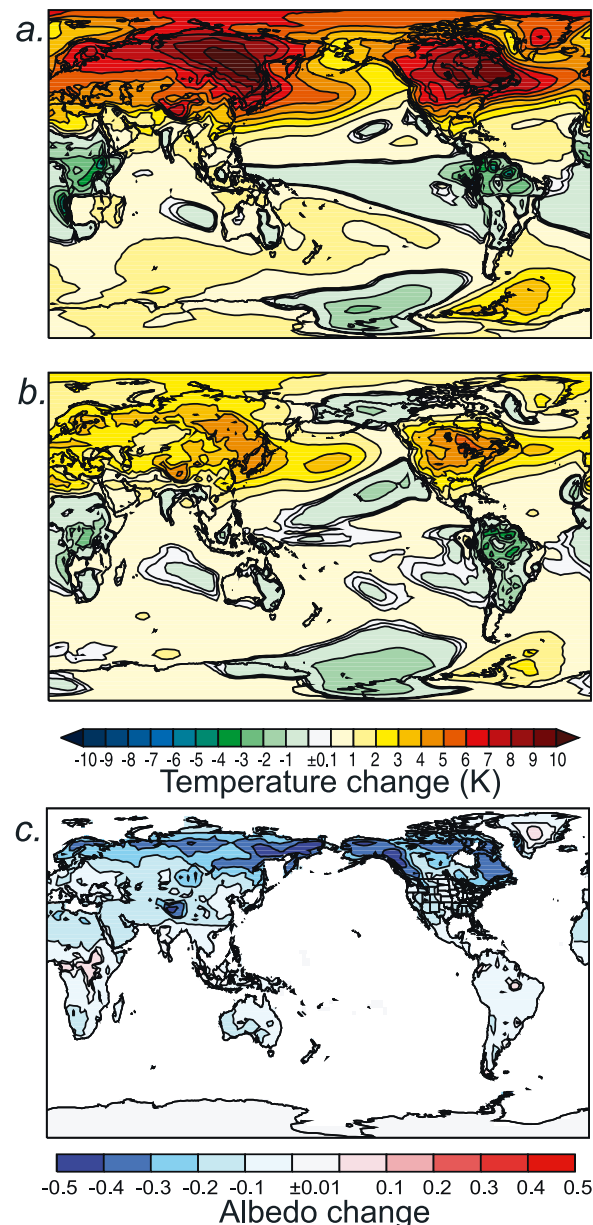 a.
b.
-10 -9 -8 -7 -6 -5 -4 -3 -2 -1 ±0.1 1 2 3 4 5 6 7 8 9 10
Temperature change (K)
c.
-0.5 -0.4 -0.3 -0.2 -0.1 ±0.01 0.1 0.2 0.3 0.4 0.5
Albedo change